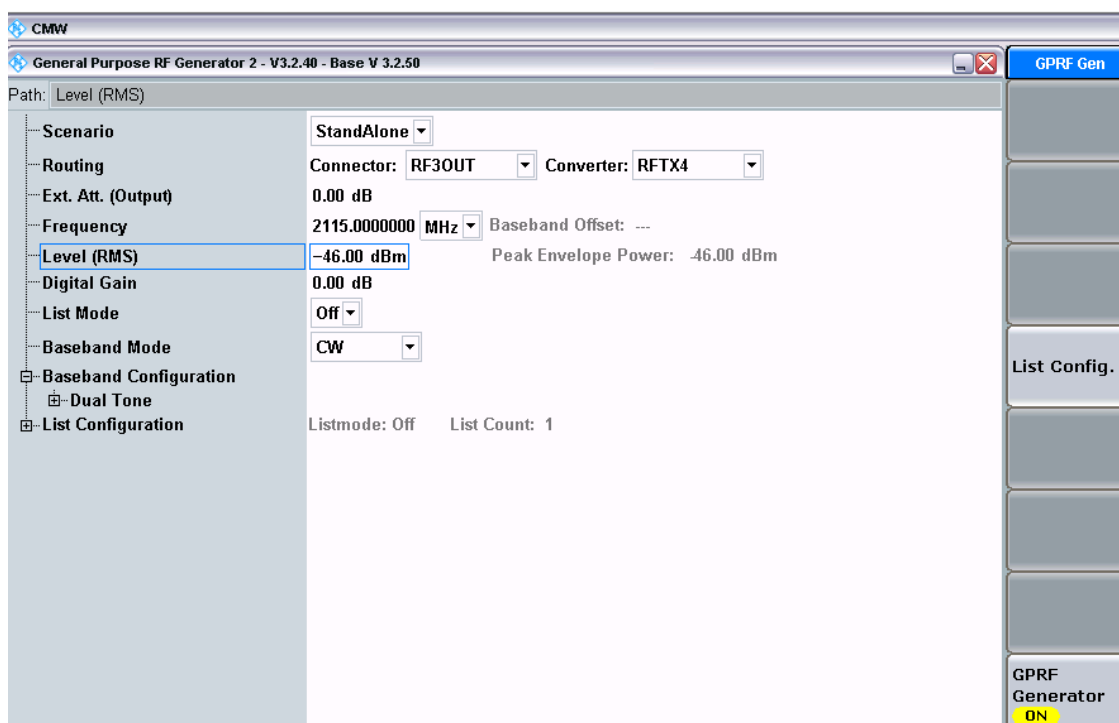 CMW
General Purpose RF Generator 2 - V3.2.40 - Base V 3.2.50
GPRF Gen
Path: Level (RMS)
Scenario StandAlone
Routing Connector: RF3OUT Converter: RFTX4
Ext. Att. (Output) 0.00 dB
Frequency 2115.0000000 MHz Baseband Offset: ---
Level (RMS) -46.00 dBm Peak Envelope Power: -46.00 dBm
Digital Gain 0.00 dB
List Mode Off
Baseband Mode CW
List Config.
Baseband Configuration
Dual Tone
List Configuration Listmode: Off List Count: 1
GPRF
Generator
ON